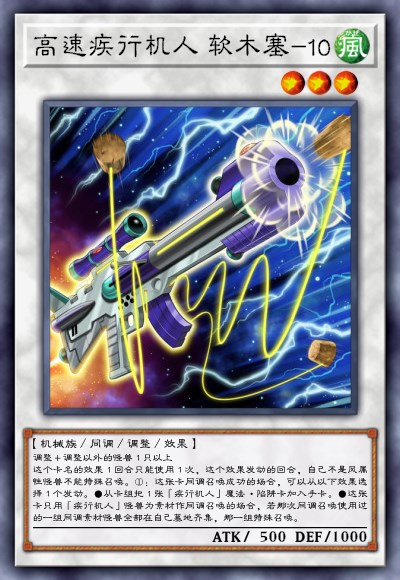 高速疾行机人 软木塞-10
风
【机械族／同调／调整／效果】
调整＋调整以外的怪兽1只以上
这个卡名的效果1回合只能使用1次，这个效果发动的回合，自己不是风属
性怪兽不能特殊召唤。①：这张卡同调召唤成功的场合，可以从以下效果选
择1个发动。●从卡组把1张「疾行机人」魔法·陷阱卡加入手卡。●这张
卡只用「疾行机人」怪兽为素材作同调召唤的场合，若那次同调召唤使用过
的一组同调素材怪兽全部在自己墓地齐集，那一组特殊召唤。
ATK/ 500 DEF/1000